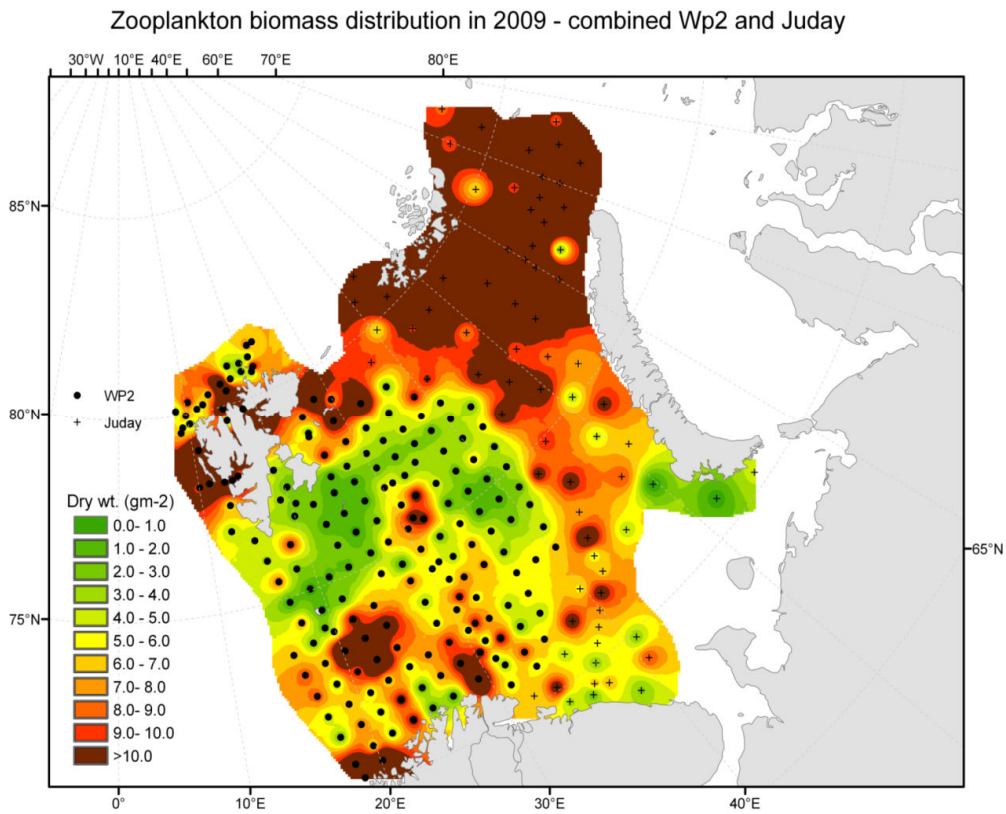 Zooplankton biomass distribution in 2009 - combined Wp2 and Juday
30°W 10°E 40°E 60°E 70°E 80°E
85°N
80°N
WP2
Juday
Dry wt. (gm-2)
0.0- 1.0
1.0 - 2.0
2.0 - 3.0
3.0 - 4.0
4.0 - 5.0
5.0 - 6.0
6.0 - 7.0
7.0- 8.0
8.0- 9.0
9.0- 10.0
>10.0
65°N
75°N
0° 10°E 20°E 30°E 40°E